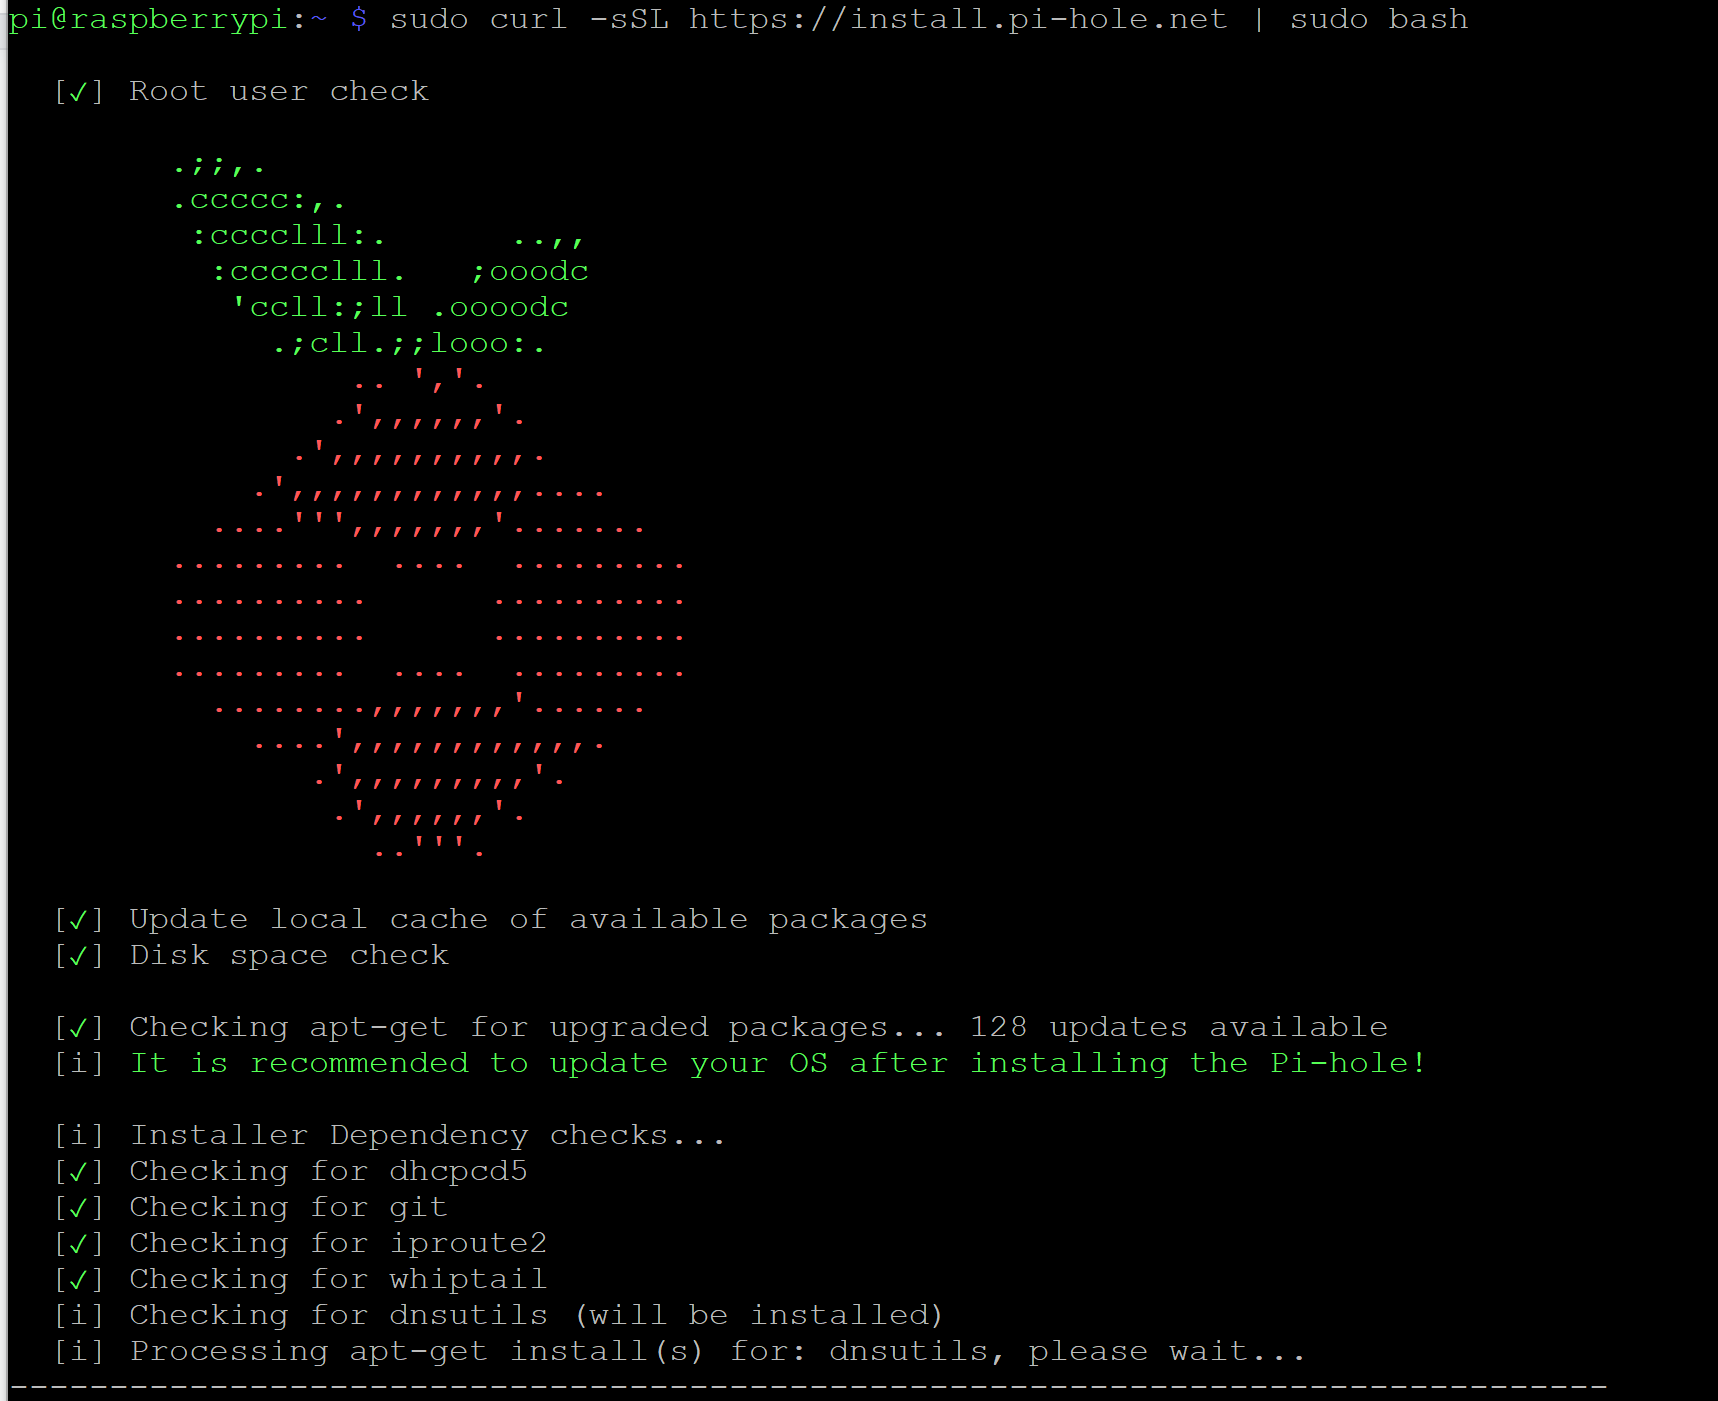 pi@raspberrypi:~ $ sudo curl -sSL https://install.pi-hole.net | sudo bash
[✓] Root user check
.;;,.
.ccccc:,.
:cccclll:.      ..,,
:ccccclll.   ;ooodc
'ccll:;ll .oooodc
.;cll.;;looo:.
.. ','.
.',,,,,,'.
.',,,,,,,,,,.
.',,,,,,,,,,,,....
....''',,,,,,,'.......
.........  ....  .........
..........      ..........
..........      ..........
.........  ....  .........
........,,,,,,,'......
....',,,,,,,,,,,,,.
.',,,,,,,,,'.
.',,,,,,'.
..'''.
[✓] Update local cache of available packages
[✓] Disk space check
[✓] Checking apt-get for upgraded packages... 128 updates available
[i] It is recommended to update your OS after installing the Pi-hole!
[i] Installer Dependency checks...
[✓] Checking for dhcpcd5
[✓] Checking for git
[✓] Checking for iproute2
[✓] Checking for whiptail
[i] Checking for dnsutils (will be installed)
[i] Processing apt-get install(s) for: dnsutils, please wait...
--------------------------------------------------------------------------------